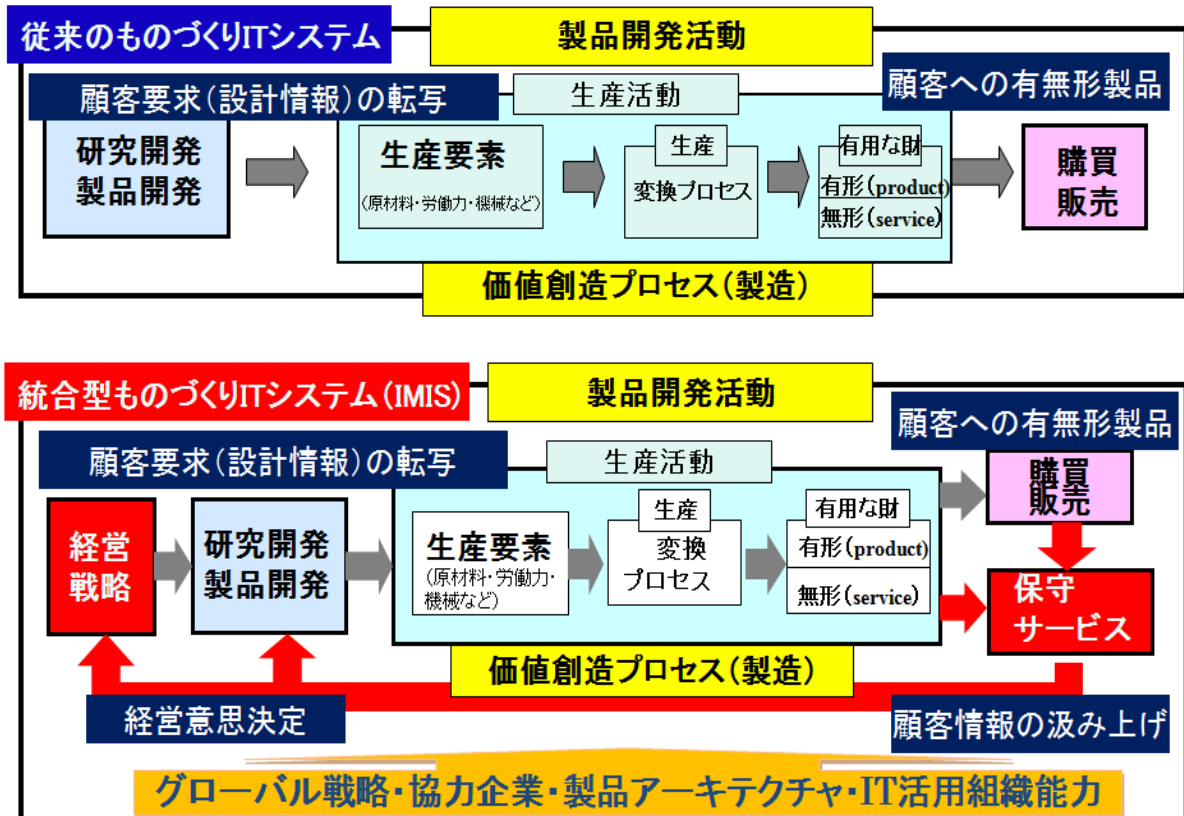 従来のものづくりITシステム
製品開発活動
顧客要求(設計情報)の転写
生産活動
顧客への有無形製品
研究開発
製品開発
生産要素
(原材料・労働力・機械など)
生産
変換プロセス
有用な財
有形(product)
無形(service)
購買
販売
価値創造プロセス(製造)
統合型ものづくりITシステム(IMIS)
製品開発活動
顧客への有無形製品
顧客要求(設計情報)の転写
生産活動
購買
販売
経営
戦略
研究開発
製品開発
生産要素
(原材料・労働力・
機械など)
生産
変換
プロセス
有用な財
有形(product)
無形(service)
保守
サービス
価値創造プロセス(製造)
経営意思決定
顧客情報の汲み上げ
グローバル戦略・協力企業・製品アーキテクチャ・IT活用組織能力